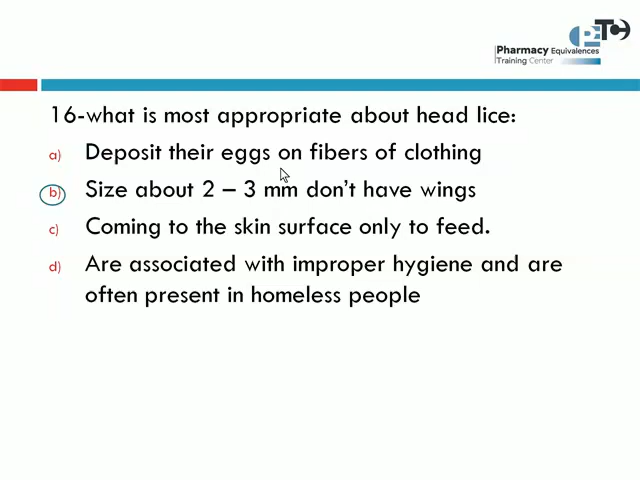 PTC
Pharmacy Equivalences
Training Center
16-what is most appropriate about head lice:
a) Deposit their eggs on fibers of clothing
b) Size about 2 – 3 mm don't have wings
c) Coming to the skin surface only to feed.
d) Are associated with improper hygiene and are
often present in homeless people